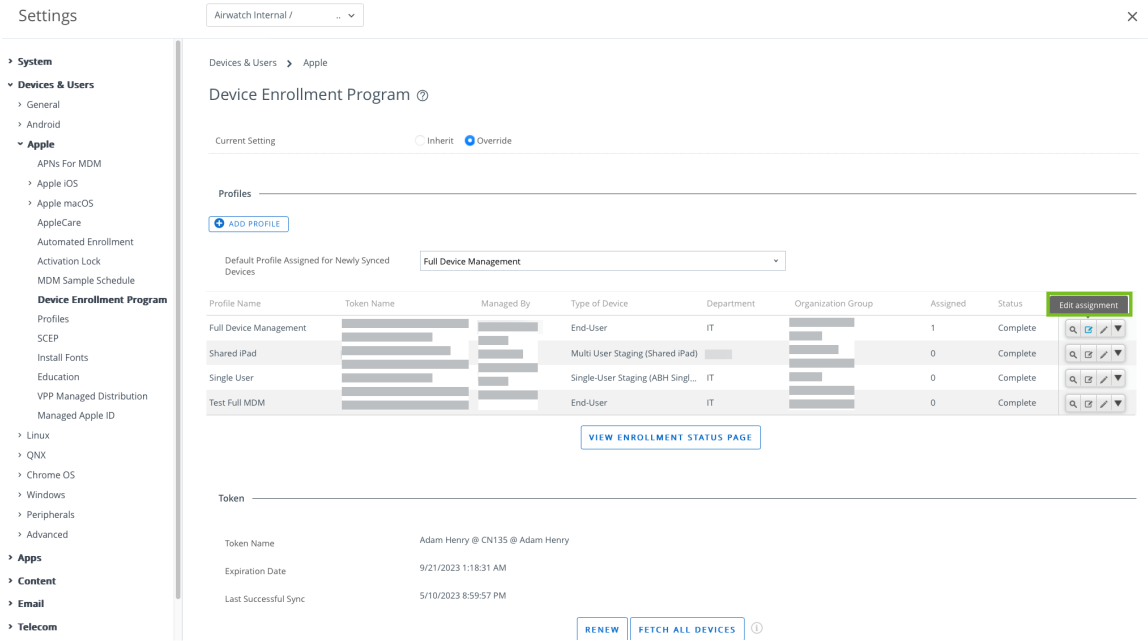 Settings
Airwatch Internal / ..
System
Devices & Users
General
Android
Apple
APNs For MDM
Apple iOS
Apple macOS
AppleCare
Automated Enrollment
Activation Lock
MDM Sample Schedule
Device Enrollment Program
Profiles
SCEP
Install Fonts
Education
VPP Managed Distribution
Managed Apple ID
Linux
QNX
Chrome OS
Windows
Peripherals
Advanced
Apps
Content
Email
Telecom
Devices & Users > Apple
Device Enrollment Program
Current Setting Inherit Override
Profiles
ADD PROFILE
Default Profile Assigned for Newly Synced
Devices
Full Device Management
Edit assignment
Profile Name Token Name Managed By Type of Device Department Organization Group Assigned Status
Full Device Management End-User IT 1 Complete
Shared iPad Multi User Staging (Shared iPad) 0 Complete
Single User Single-User Staging (ABH Singl... IT 0 Complete
Test Full MDM End-User IT 0 Complete
VIEW ENROLLMENT STATUS PAGE
Token
Token Name Adam Henry @ CN135 @ Adam Henry
Expiration Date 9/21/2023 1:18:31 AM
Last Successful Sync 5/10/2023 8:59:57 PM
RENEW FETCH ALL DEVICES